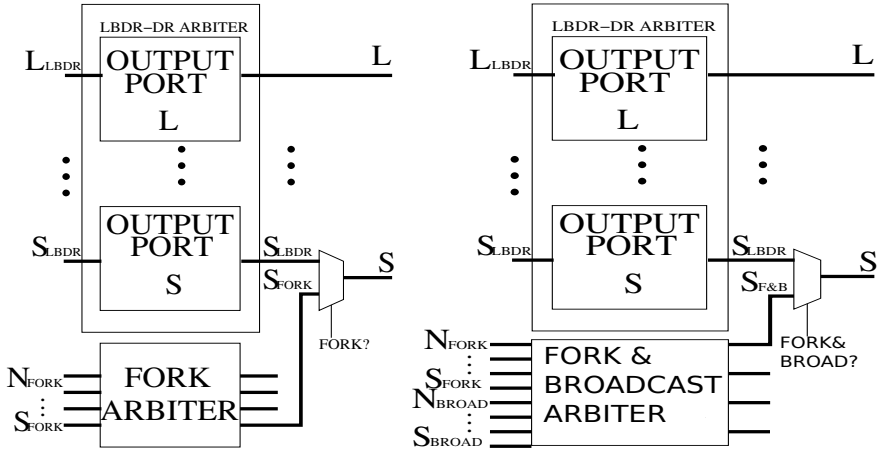 LBDR-DR ARBITER
LLBDR
OUTPUT
PORT
L
L
SLBDR
OUTPUT
PORT
S
SLBDR
SFORK
S
FORK?
NFORK
SFORK
FORK
ARBITER
LBDR-DR ARBITER
LLBDR
OUTPUT
PORT
L
L
SLBDR
OUTPUT
PORT
S
SLBDR
SF&B
S
FORK&
BROAD?
NFORK
SFORK
NBROAD
SBROAD
FORK &
BROADCAST
ARBITER